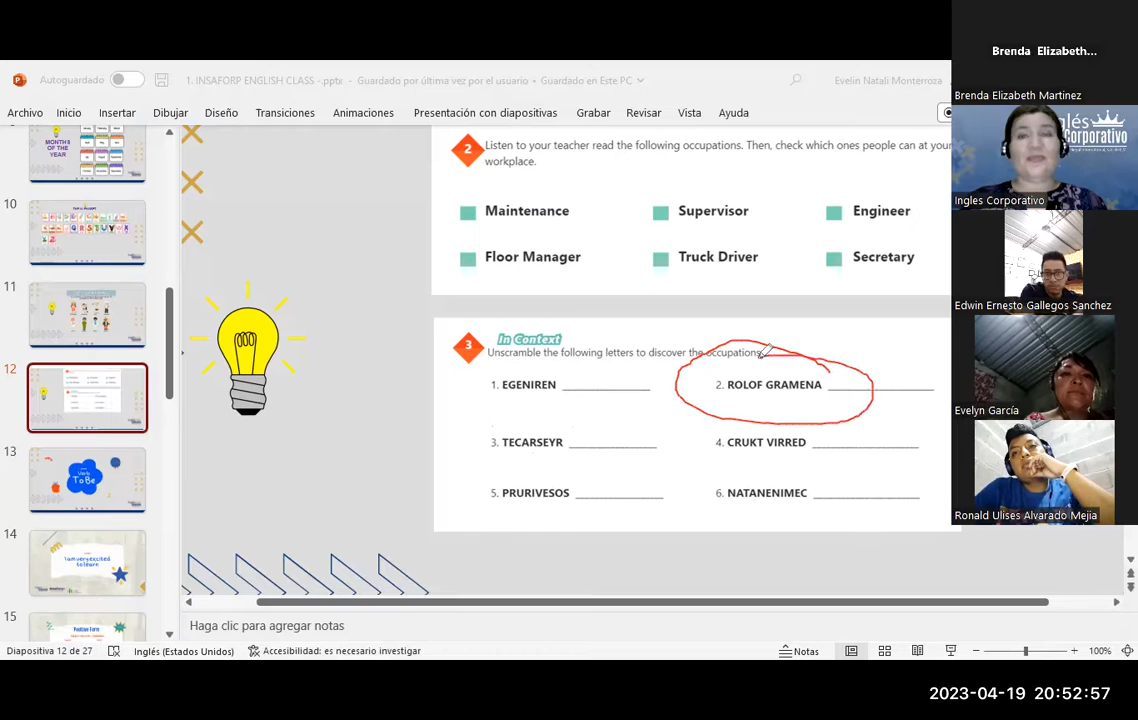 Brenda Elizabeth...
Autoguardado
1. INSAFORP ENGLISH CLASS -.pptx • Guardado por última vez por el usuario • Guardado en Este PC
Evelin Natali Monterroza
Archivo Inicio Insertar Dibujar Diseño Transiciones Animaciones Presentación con diapositivas Grabar Revisar Vista Ayuda
Brenda Elizabeth Martinez
Inglés
Corporativo
Ingles Corporativo
Edwin Ernesto Gallegos Sanchez
Evelyn García
Ronald Ulises Alvarado Mejia
MONTHS
OF THE
YEAR
10
11
12
13
Verb
To Be
14
I am very excited
to learn
15
2
Listen to your teacher read the following occupations. Then, check which ones people can at your
workplace.
Maintenance Supervisor Engineer
Floor Manager Truck Driver Secretary
3
In Context
Unscramble the following letters to discover the occupations
1. EGENIREN
2. ROLOF GRAMENA
3. TECARSEYR
4. CRUKT VIRRED
5. PRURIVESOS
6. NATANENIMEC
Haga clic para agregar notas
Diapositiva 12 de 27 Inglés (Estados Unidos) Accesibilidad: es necesario investigar Notas 100%
2023-04-19 20:52:57